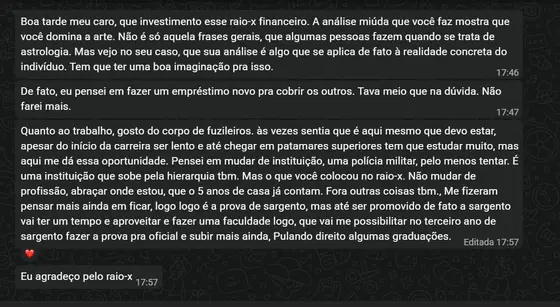 Boa tarde meu caro, que investimento esse raio-x financeiro. A análise miúda que você faz mostra que
você domina a arte. Não é só aquela frases gerais, que algumas pessoas fazem quando se trata de
astrologia. Mas vejo no seu caso, que sua análise é algo que se aplica de fato à realidade concreta do
indivíduo. Tem que ter uma boa imaginação pra isso.
17:46
De fato, eu pensei em fazer um empréstimo novo pra cobrir os outros. Tava meio que na dúvida. Não
farei mais.
17:47
Quanto ao trabalho, gosto do corpo de fuzileiros. às vezes sentia que é aqui mesmo que devo estar,
apesar do início da carreira ser lento e até chegar em patamares superiores tem que estudar muito, mas
aqui me dá essa oportunidade. Pensei em mudar de instituição, uma polícia militar, pelo menos tentar. É
uma instituição que sobe pela hierarquia tbm. Mas o que você colocou no raio-x. Não mudar de
profissão, abraçar onde estou, que o 5 anos de casa já contam. Fora outras coisas tbm., Me fizeram
pensar mais ainda em ficar, logo logo é a prova de sargento, mas até ser promovido de fato a sargento
vai ter um tempo e aproveitar e fazer uma faculdade logo, que vai me possibilitar no terceiro ano de
sargento fazer a prova pra oficial e subir mais ainda, Pulando direito algumas graduações.
Editada 17:57
Eu agradeço pelo raio-x 17:57